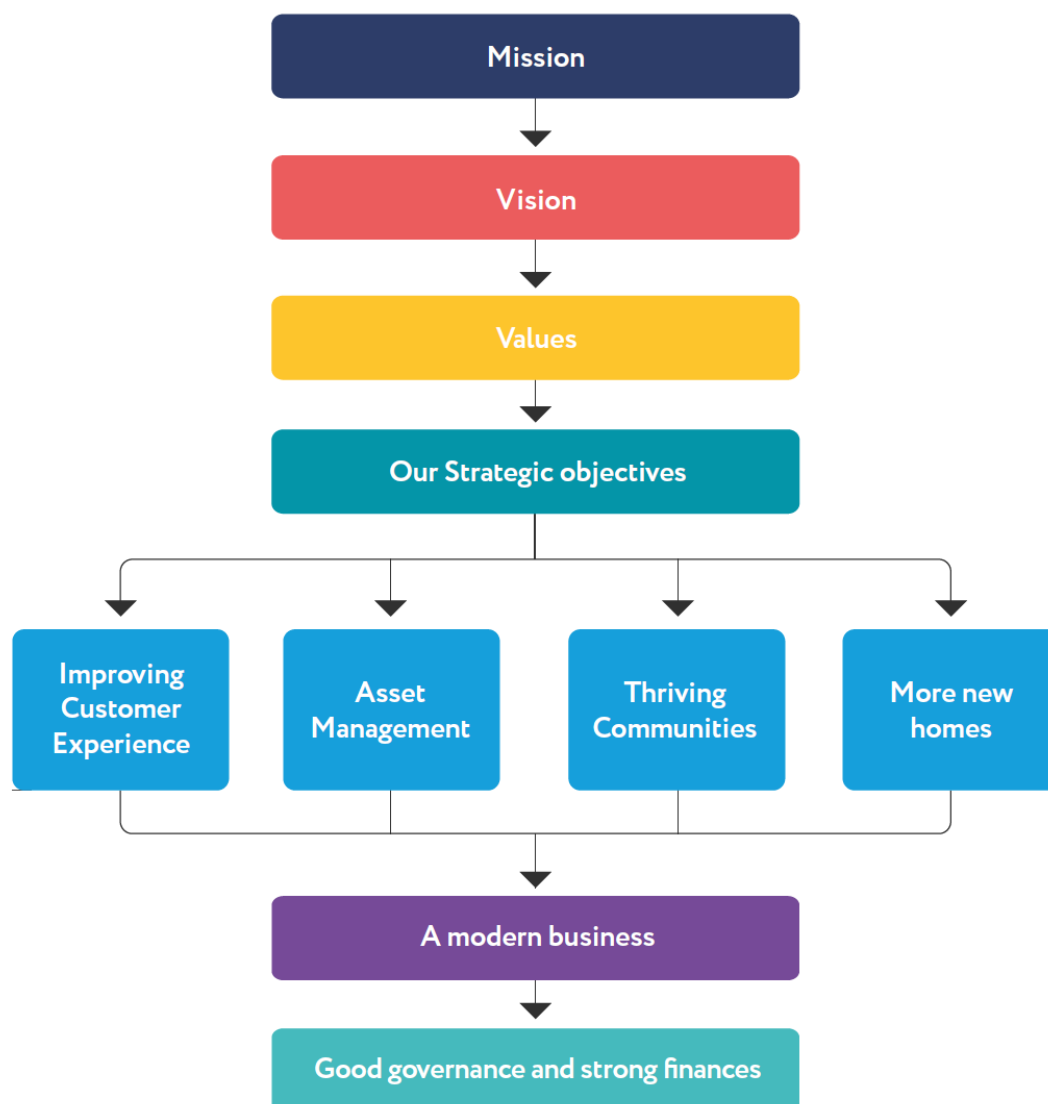 Mission
Vision
Values
Our Strategic objectives
Improving
Customer
Experience
Asset
Management
Thriving
Communities
More new
homes
A modern business
Good governance and strong finances